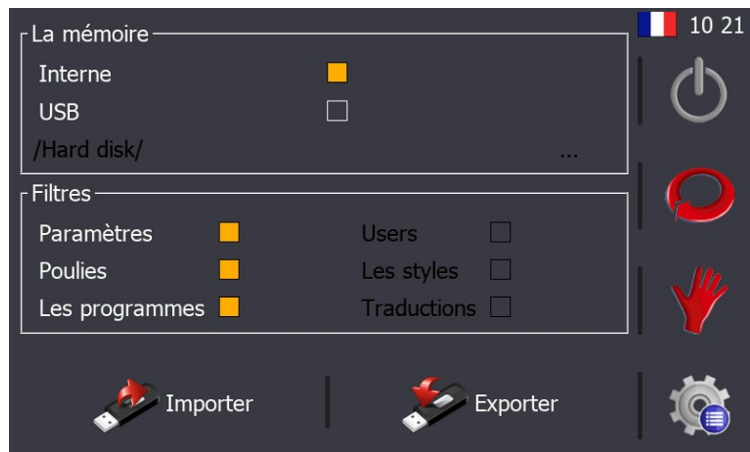 La mémoire
10 21
Interne
USB
/Hard disk/ ...
Filtres
Paramètres Users
Poulies Les styles
Les programmes Traductions
Importer Exporter